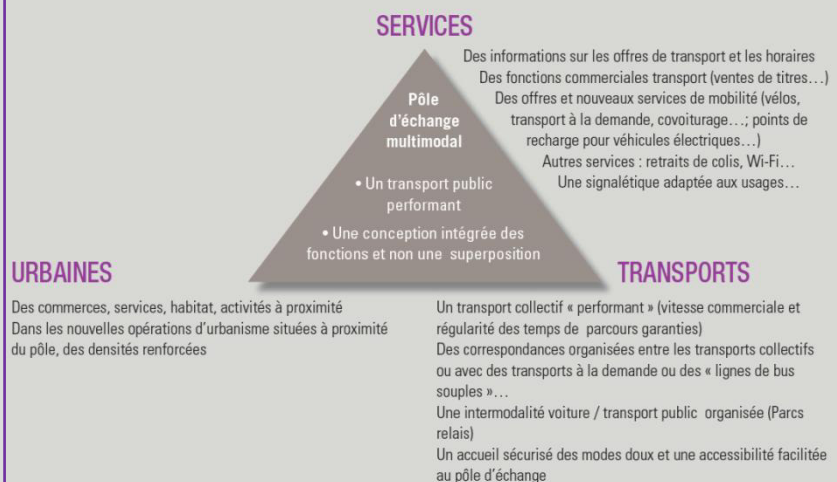 SERVICES
Des informations sur les offres de transport et les horaires
Des fonctions commerciales transport (ventes de titres…)
Des offres et nouveaux services de mobilité (vélos,
transport à la demande, covoiturage…; points de
recharge pour véhicules électriques…)
Autres services : retraits de colis, Wi-Fi…
Une signalétique adaptée aux usages…
Pôle
d'échange
multimodal
• Un transport public
performant
• Une conception intégrée des
fonctions et non une superposition
URBAINES
Des commerces, services, habitat, activités à proximité
Dans les nouvelles opérations d'urbanisme situées à proximité
du pôle, des densités renforcées
TRANSPORTS
Un transport collectif « performant » (vitesse commerciale et
régularité des temps de parcours garanties)
Des correspondances organisées entre les transports collectifs
ou avec des transports à la demande ou des « lignes de bus
souples »…
Une intermodalité voiture / transport public organisée (Parcs
relais)
Un accueil sécurisé des modes doux et une accessibilité facilitée
au pôle d'échange